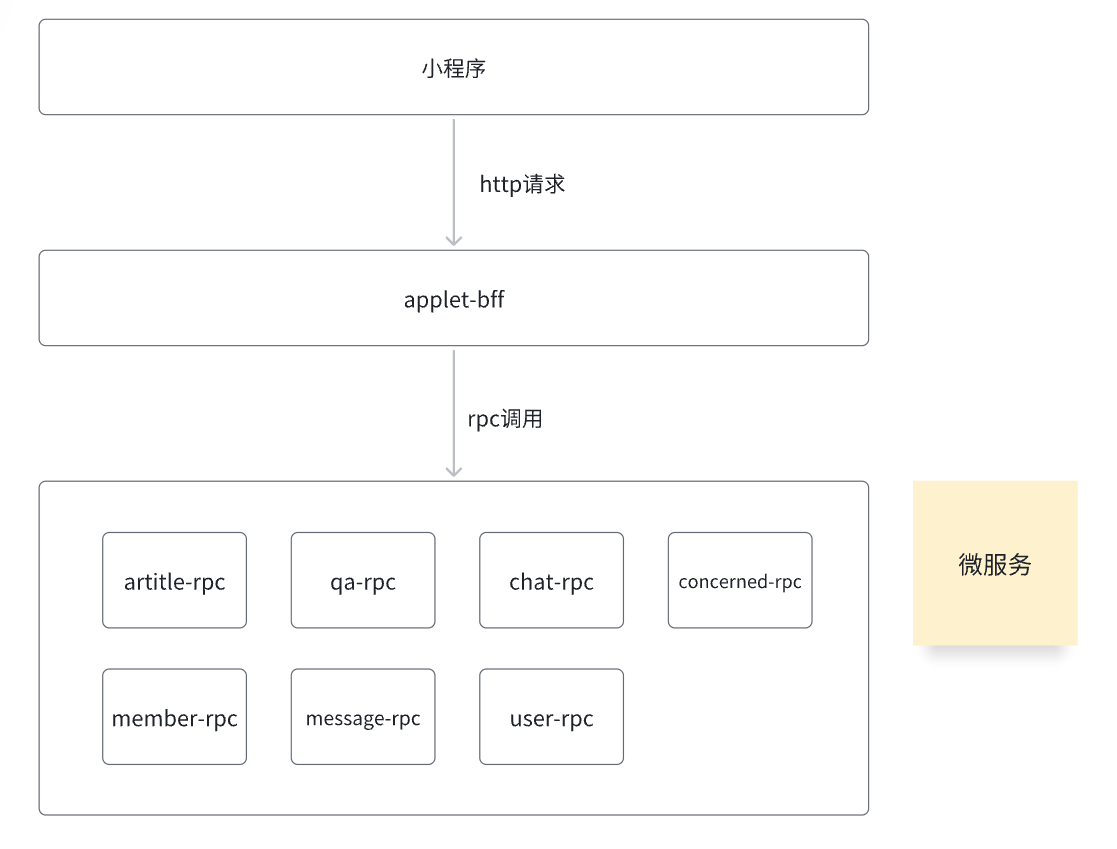 小程序
http请求
applet-bff
rpc调用
artitle-rpc
qa-rpc
chat-rpc
concerned-rpc
微服务
member-rpc
message-rpc
user-rpc